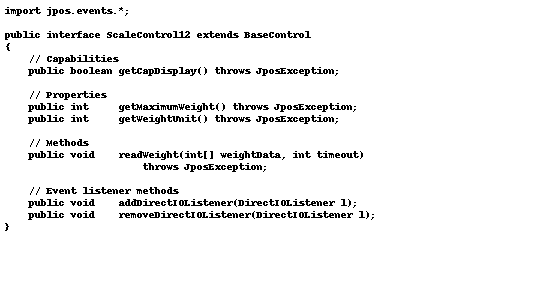 import jpos.events.*;
public interface ScaleControl12 extends BaseControl
{
// Capabilities
public boolean getCapDisplay() throws JposException;
// Properties
public int getMaximumWeight() throws JposException;
public int getWeightUnit() throws JposException;
// Methods
public void readWeight(int[] weightData, int timeout)
throws JposException;
// Event listener methods
public void addDirectIOListener(DirectIOListener l);
public void removeDirectIOListener(DirectIOListener l);
}